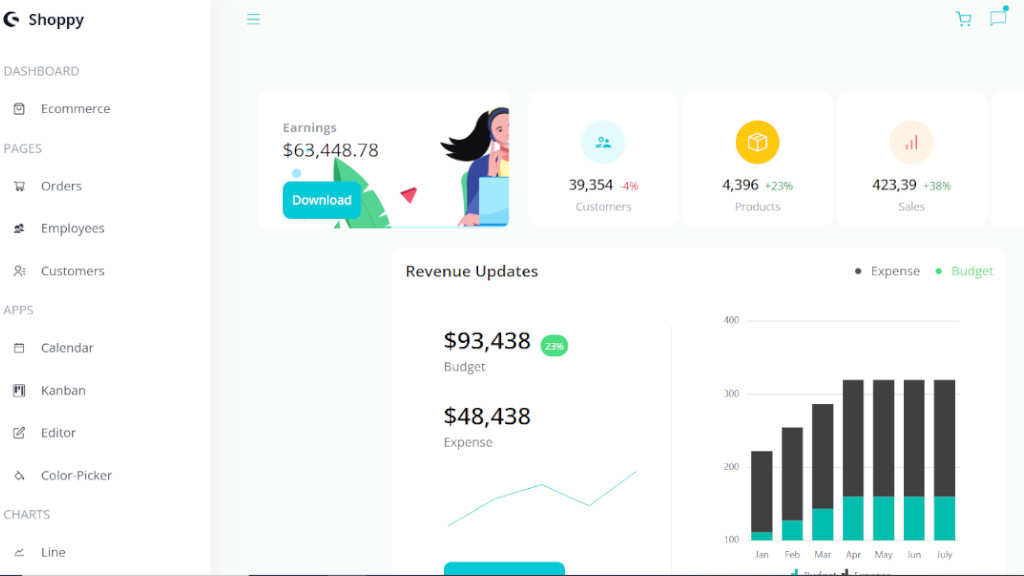 Shoppy
DASHBOARD
Ecommerce
PAGES
Orders
Employees
Customers
APPS
Calendar
Kanban
Editor
Color-Picker
CHARTS
Line
Earnings
$63,448.78
Download
39,354 -4%
Customers
4,396 +23%
Products
423,39 +38%
Sales
Revenue Updates
Expense
Budget
$93,438 23%
Budget
$48,438
Expense
400
300
200
100
Jan Feb Mar Apr May Jun July
Budget Expense